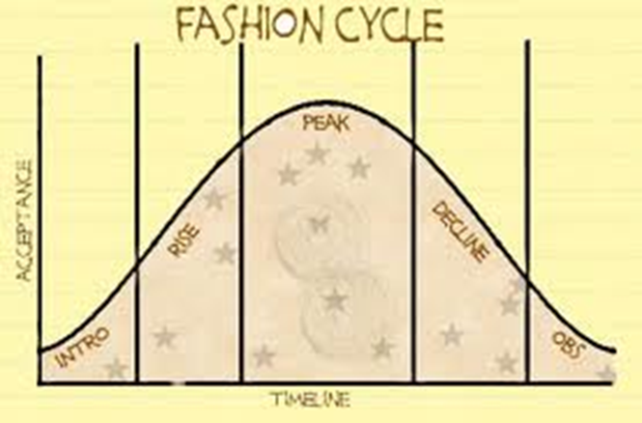 FASHION CYCLE
PEAK
RISE
DECLINE
INTRO
OBS
ACCEPTANCE
TIMELINE